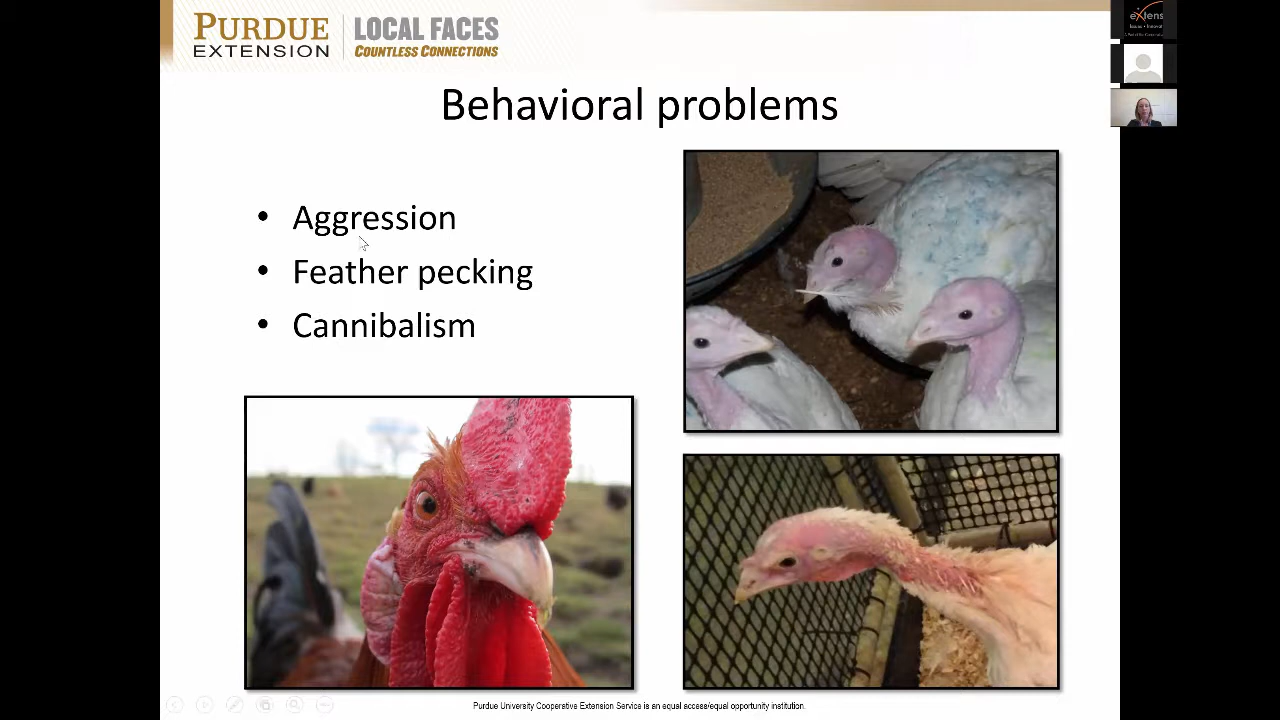 PURDUE
EXTENSION
LOCAL FACES
COUNTLESS CONNECTIONS
Behavioral problems
• Aggression
• Feather pecking
• Cannibalism
Purdue University Cooperative Extension Service is an equal access/equal opportunity institution.